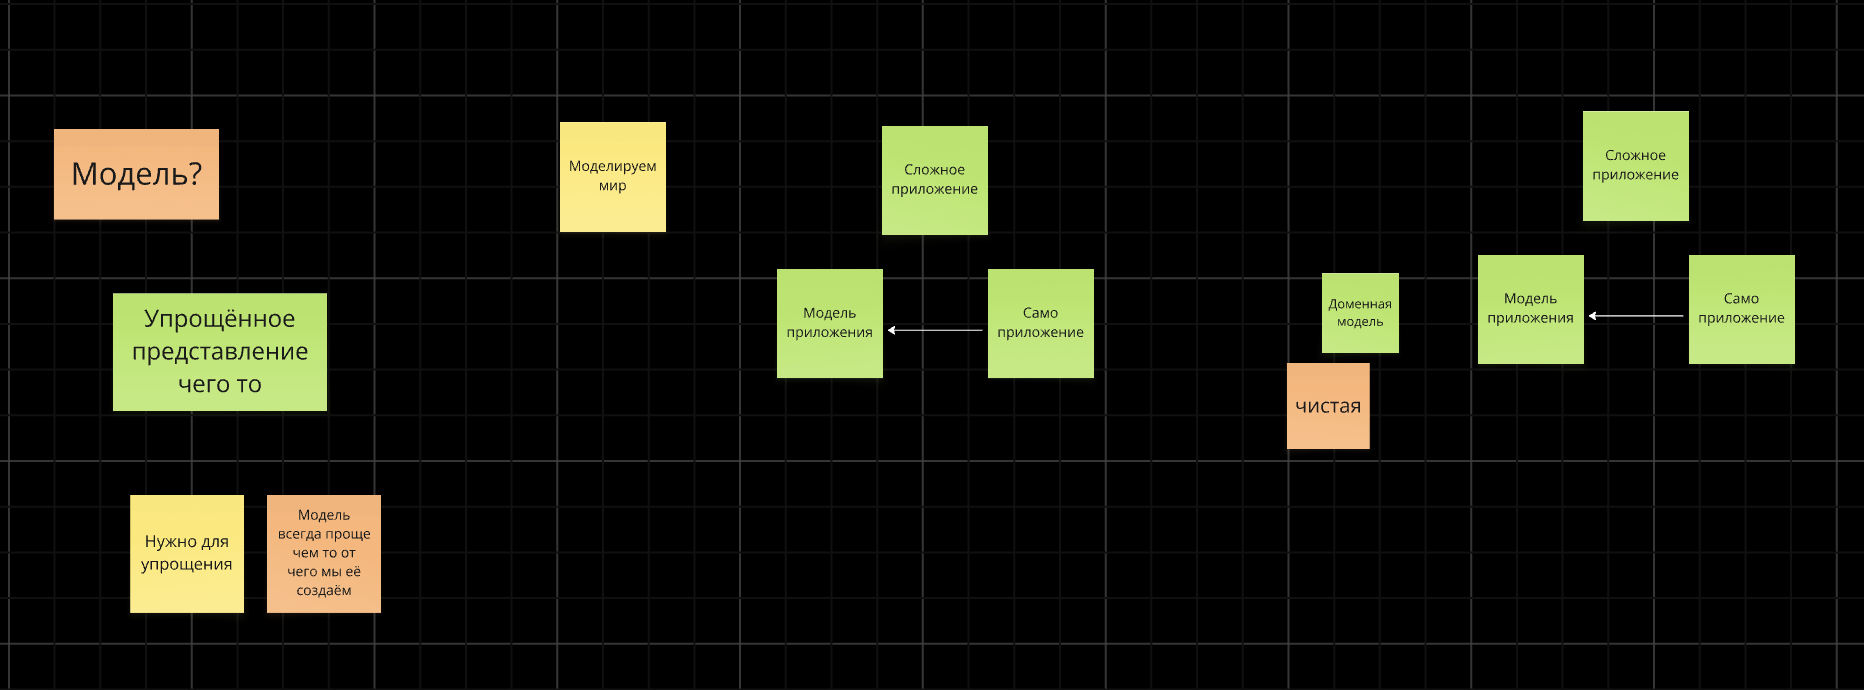 Модель?
Упрощённое
представление
чего то
Нужно для
упрощения
Модель
всегда проще
чем то от
чего мы её
создаём
Моделируем
мир
Сложное
приложение
Модель
приложения
Само
приложение
Доменная
модель
чистая
Сложное
приложение
Модель
приложения
Само
приложение